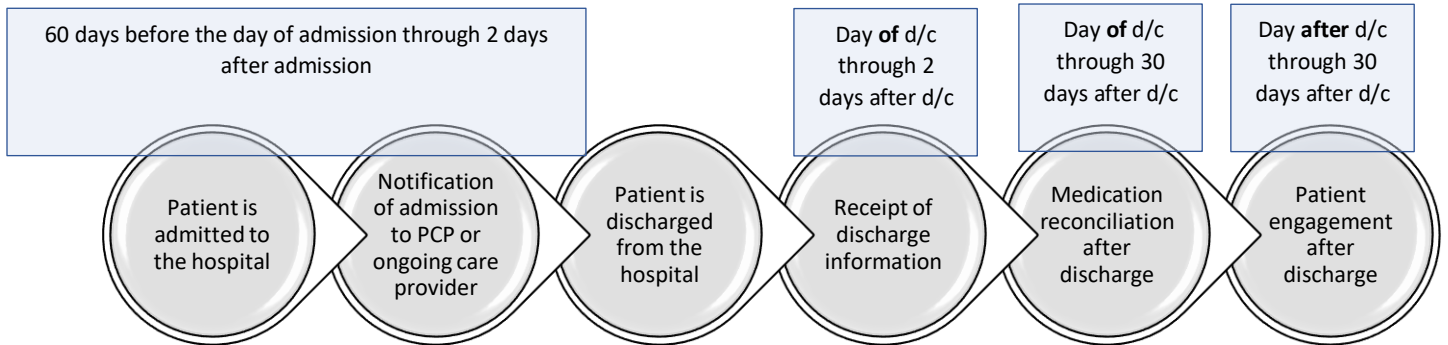 60 days before the day of admission through 2 days
after admission
Day of d/c
through 2
days after d/c
Day of d/c
through 30
days after d/c
Day after d/c
through 30
days after d/c
Patient is
admitted to
the hospital
Notification
of admission
to PCP or
ongoing care
provider
Patient is
discharged
from the
hospital
Receipt of
discharge
information
Medication
reconciliation
after
discharge
Patient
engagement
after
discharge